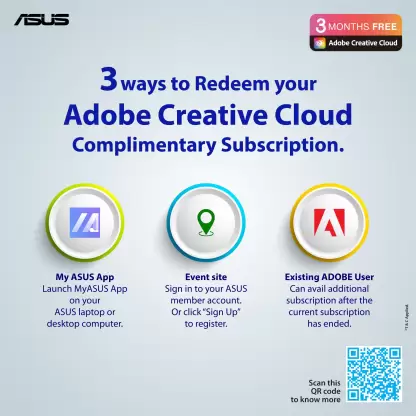 ASUS
3 MONTHS FREE
Adobe Creative Cloud
3 ways to Redeem your
Adobe Creative Cloud
Complimentary Subscription.
My ASUS App
Launch MyASUS App
on your
ASUS laptop or
desktop computer.
Event site
Sign in to your ASUS
member account.
Or click "Sign Up"
to register.
Existing ADOBE User
Can avail additional
subscription after the
current subscription
has ended.
*T & C Applied.
Scan this
QR code
to know more